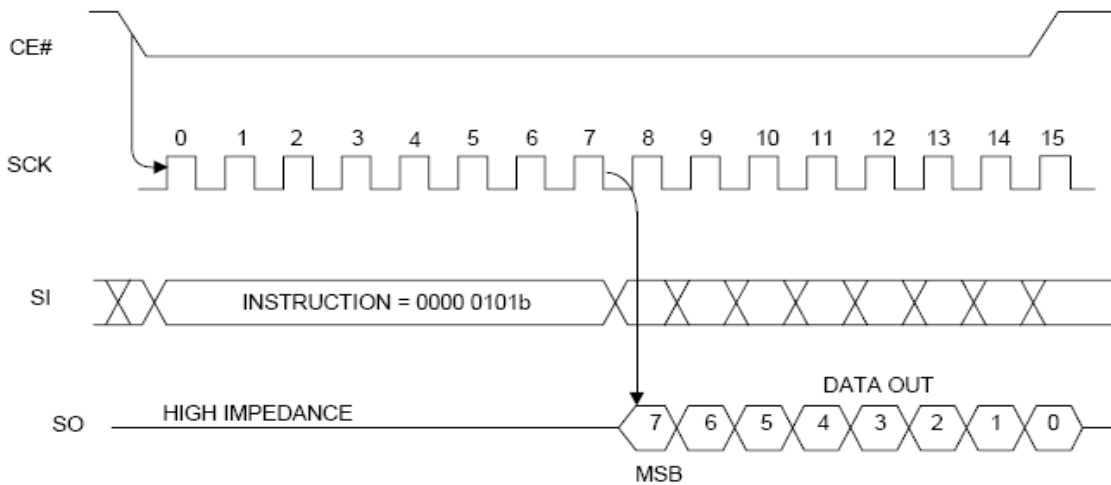 CE#
0 1 2 3 4 5 6 7 8 9 10 11 12 13 14 15
SCK
SI INSTRUCTION = 0000 0101b
DATA OUT
SO HIGH IMPEDANCE 7 6 5 4 3 2 1 0
MSB